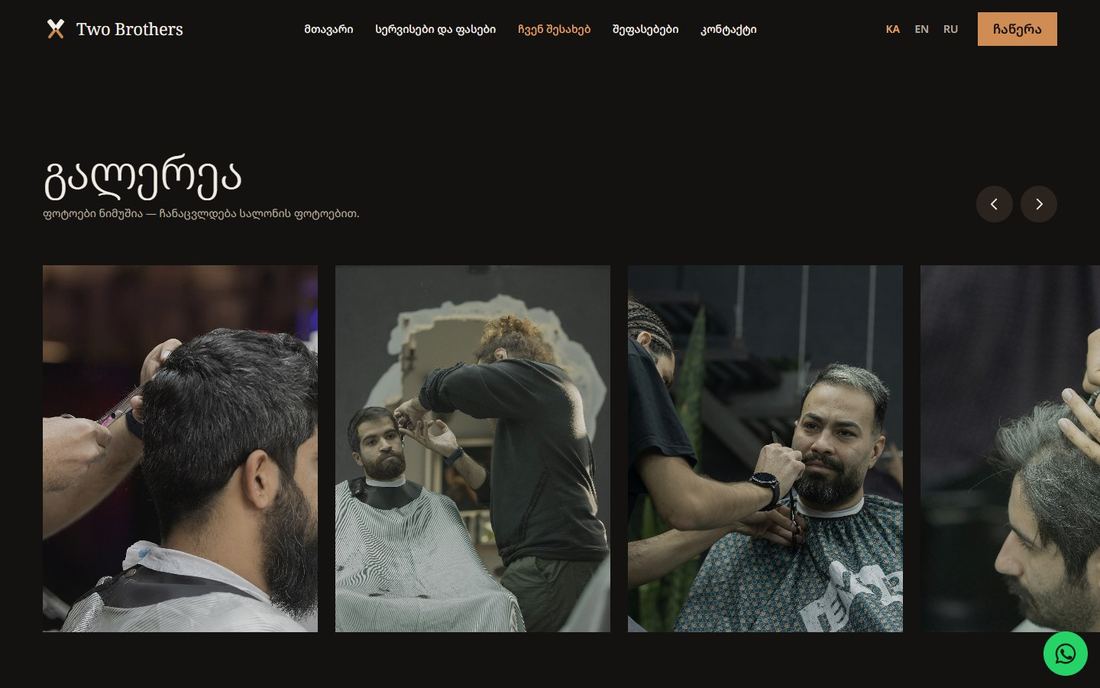 Two Brothers
მთავარი
სერვისები და ფასები
ჩვენ შესახებ
შეფასებები
კონტაქტი
KA
EN
RU
ჩაწერა
გალერეა
ფოტოები ნიმუშია — ჩანაცვლდება სალონის ფოტოებით.